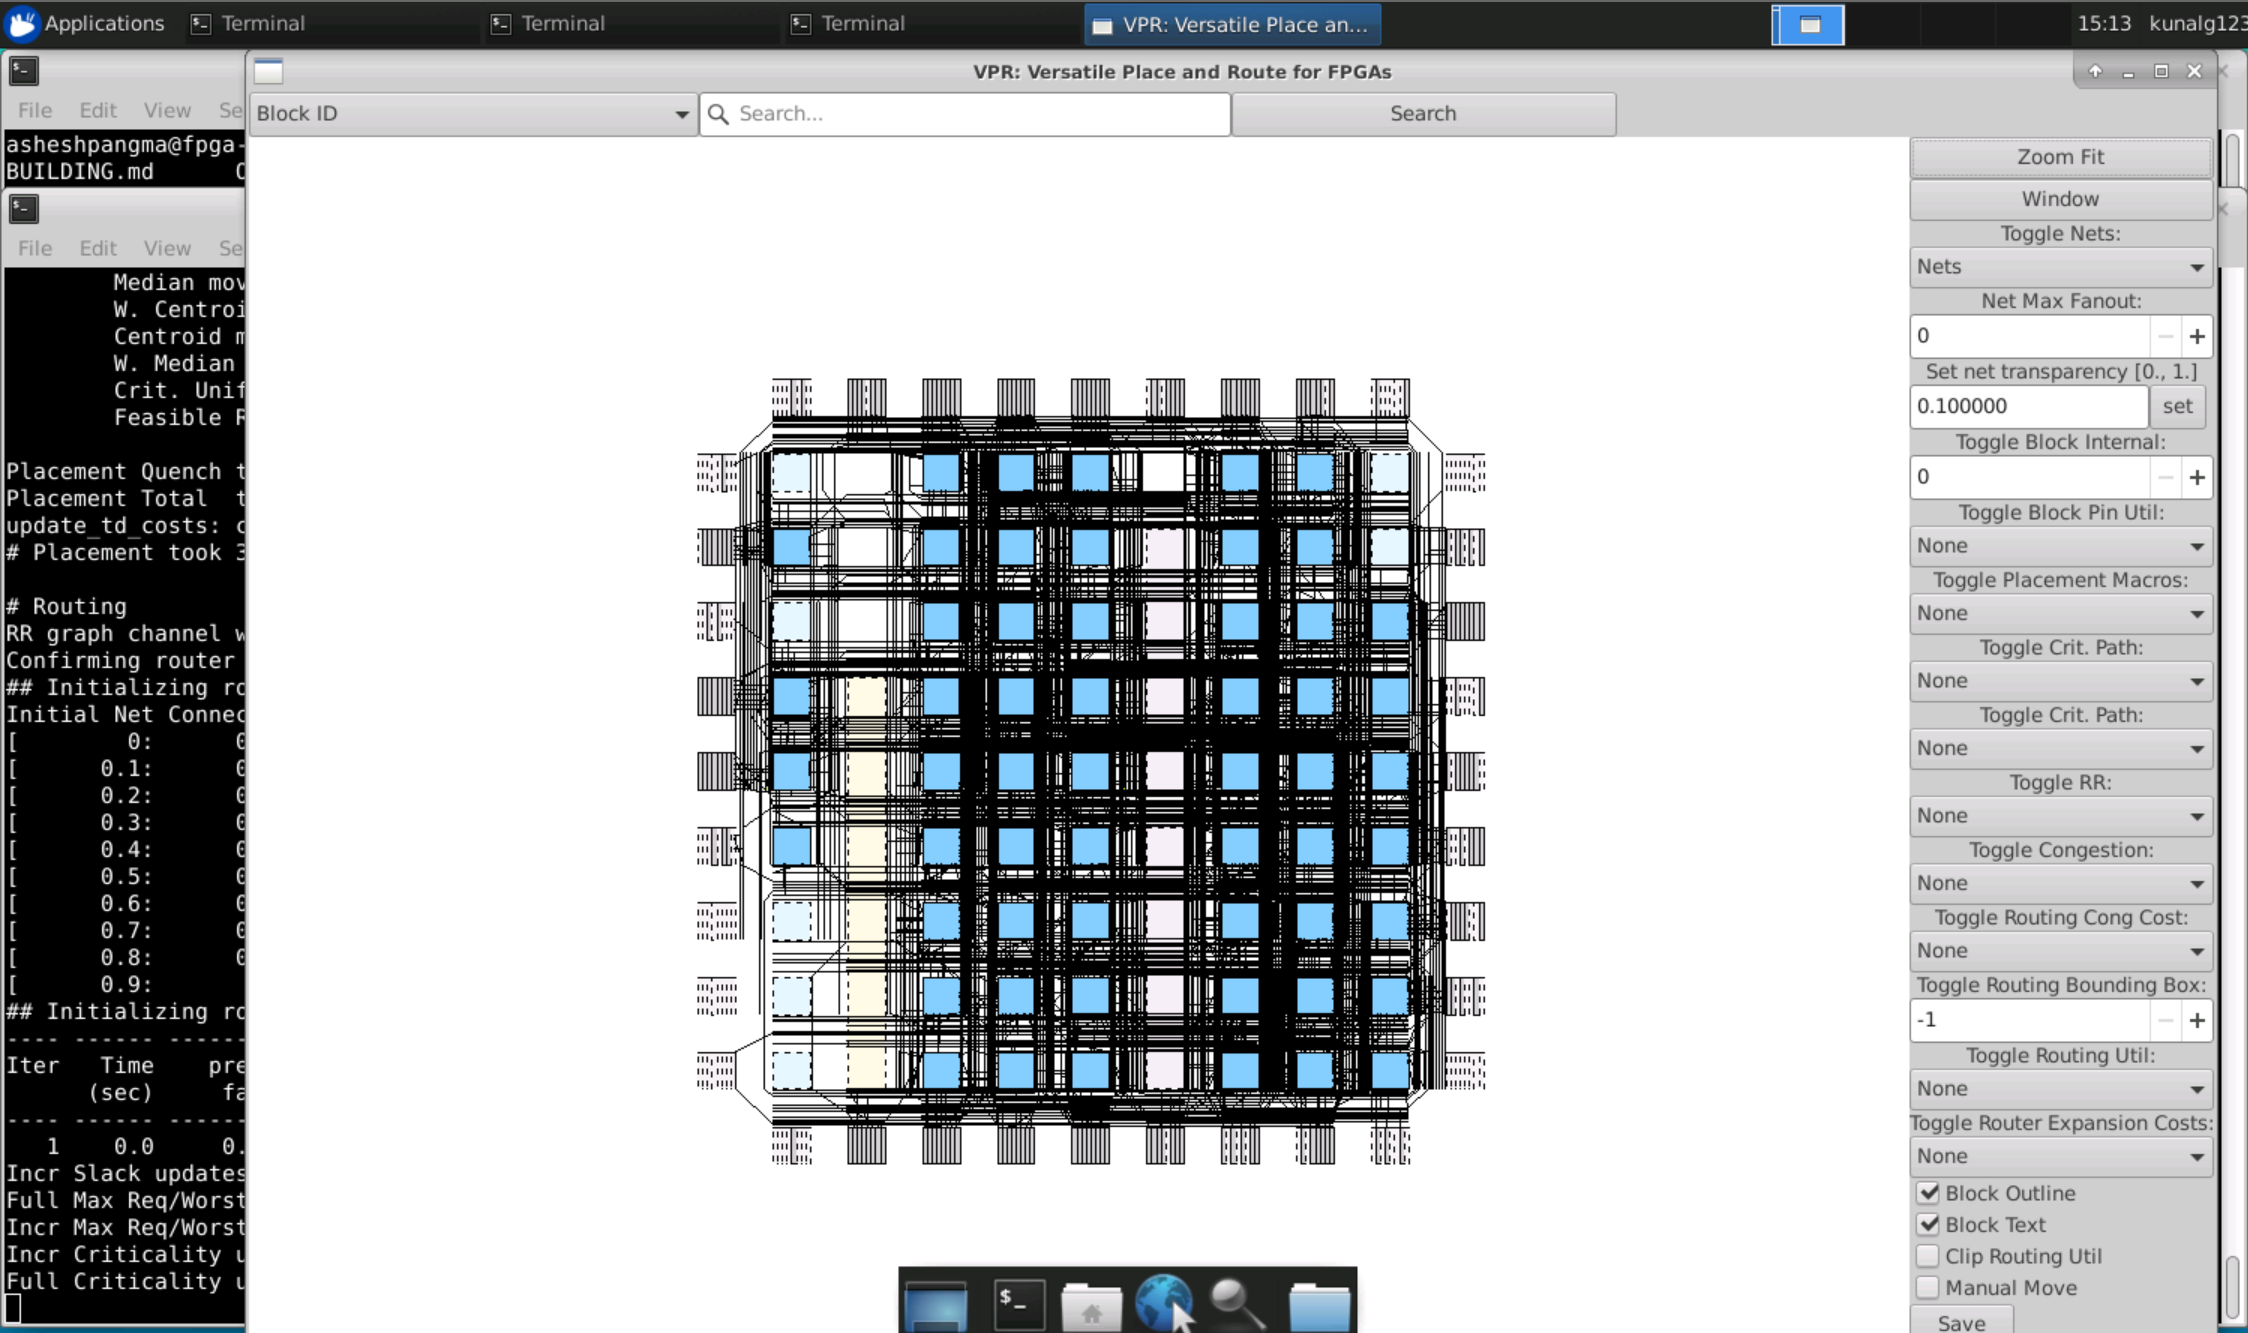 Applications
Terminal
Terminal
Terminal
VPR: Versatile Place an...
15:13
kunalg123
File Edit View Se
asheshpangma@fpga-
BUILDING.md
File Edit View Se
Median mov
W. Centroi
Centroid m
W. Median
Crit. Unif
Feasible R
Placement Quench t
Placement Total t
update_td_costs: c
# Placement took 3
# Routing
RR graph channel w
Confirming router
## Initializing ro
Initial Net Connec
[ 0: 0
[ 0.1: 0
[ 0.2: 0
[ 0.3: 0
[ 0.4: 0
[ 0.5: 0
[ 0.6: 0
[ 0.7: 0
[ 0.8: 0
[ 0.9:
## Initializing ro
---- ------ ------
Iter Time pre
(sec) fa
---- ------ ------
1 0.0 0.
Incr Slack updates
Full Max Req/Worst
Incr Max Req/Worst
Incr Criticality u
Full Criticality u
VPR: Versatile Place and Route for FPGAs
Block ID
Search...
Search
Zoom Fit
Window
Toggle Nets:
Nets
Net Max Fanout:
0
Set net transparency [0., 1.]
0.100000 set
Toggle Block Internal:
0
Toggle Block Pin Util:
None
Toggle Placement Macros:
None
Toggle Crit. Path:
None
Toggle Crit. Path:
None
Toggle RR:
None
Toggle Congestion:
None
Toggle Routing Cong Cost:
None
Toggle Routing Bounding Box:
-1
Toggle Routing Util:
None
Toggle Router Expansion Costs:
None
Block Outline
Block Text
Clip Routing Util
Manual Move
Save
$_